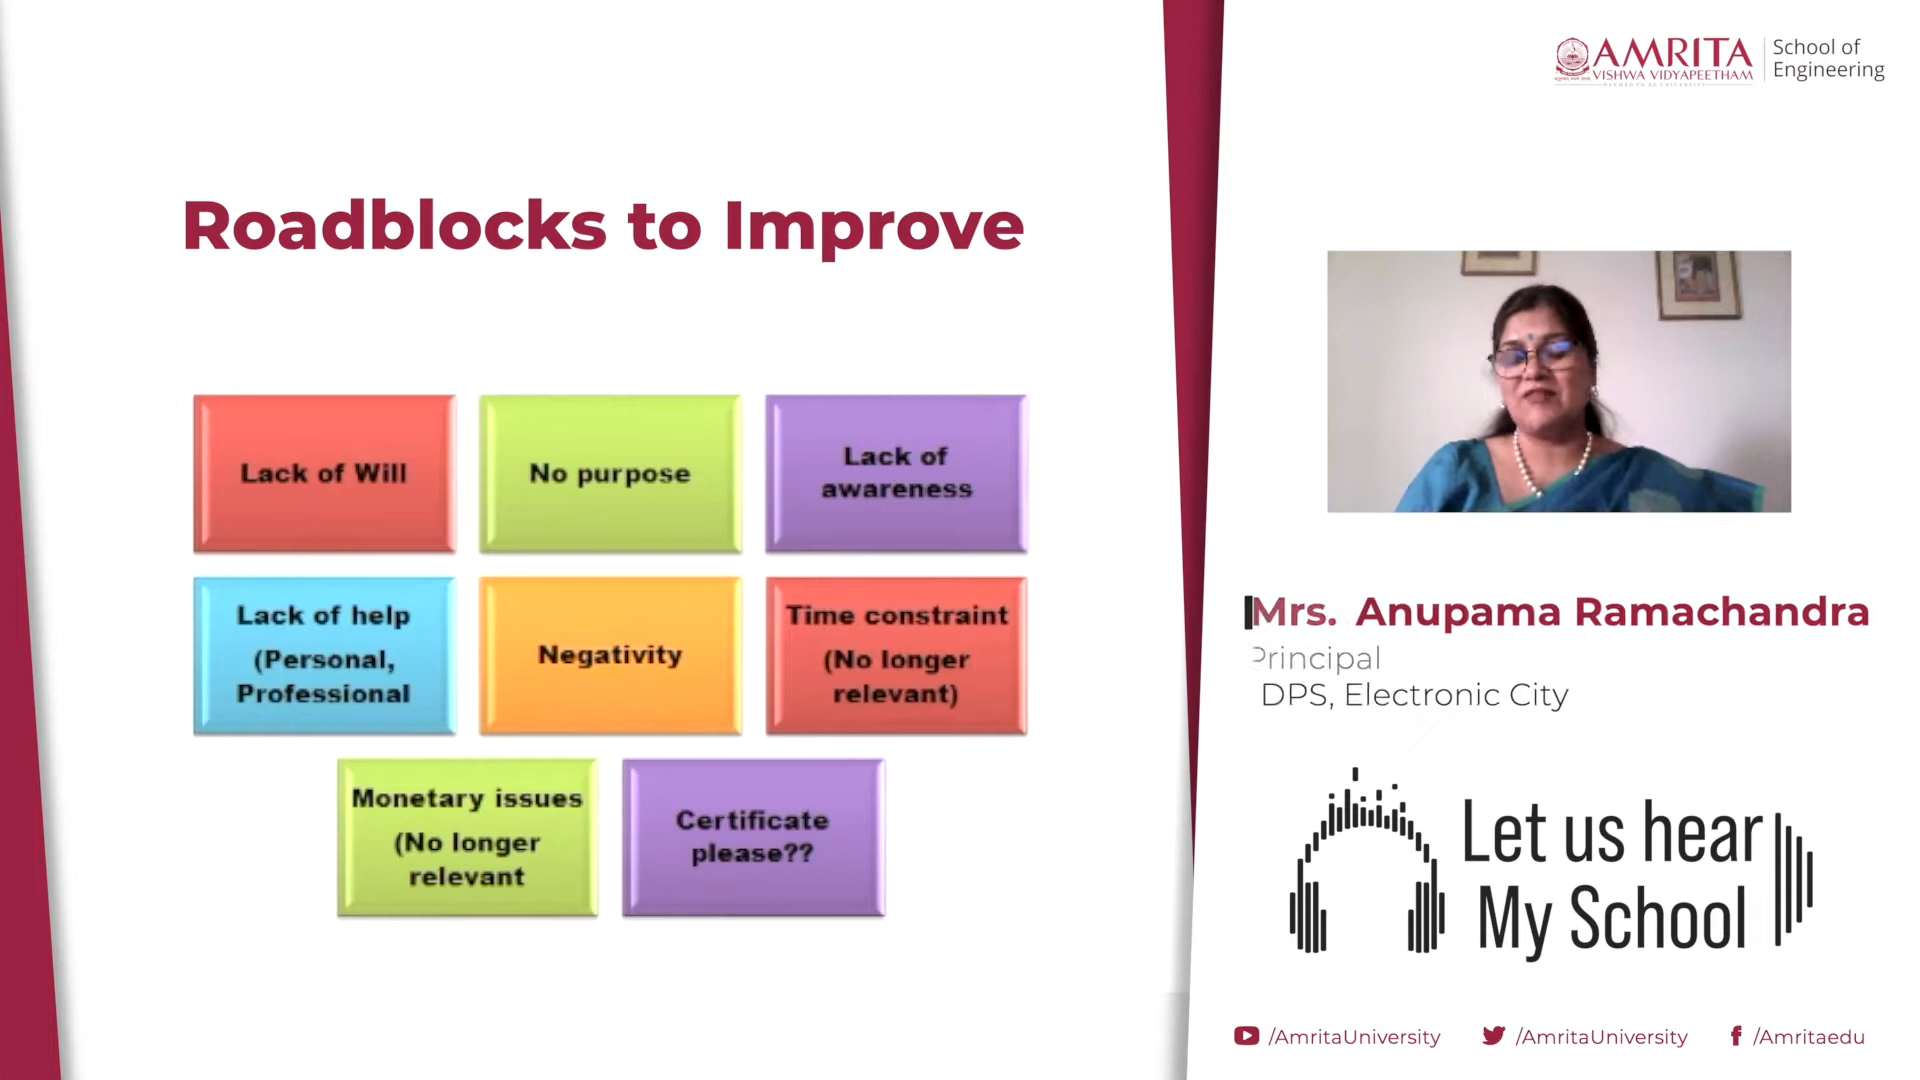 AMRITA
VISHWA VIDYAPEETHAM
School of
Engineering
Roadblocks to Improve
Lack of Will
No purpose
Lack of
awareness
Lack of help
(Personal,
Professional
Negativity
Time constraint
(No longer
relevant)
Monetary issues
(No longer
relevant
Certificate
please??
Mrs. Anupama Ramachandra
Principal
DPS, Electronic City
Let us hear
My School
/AmritaUniversity
/AmritaUniversity
/Amritaedu